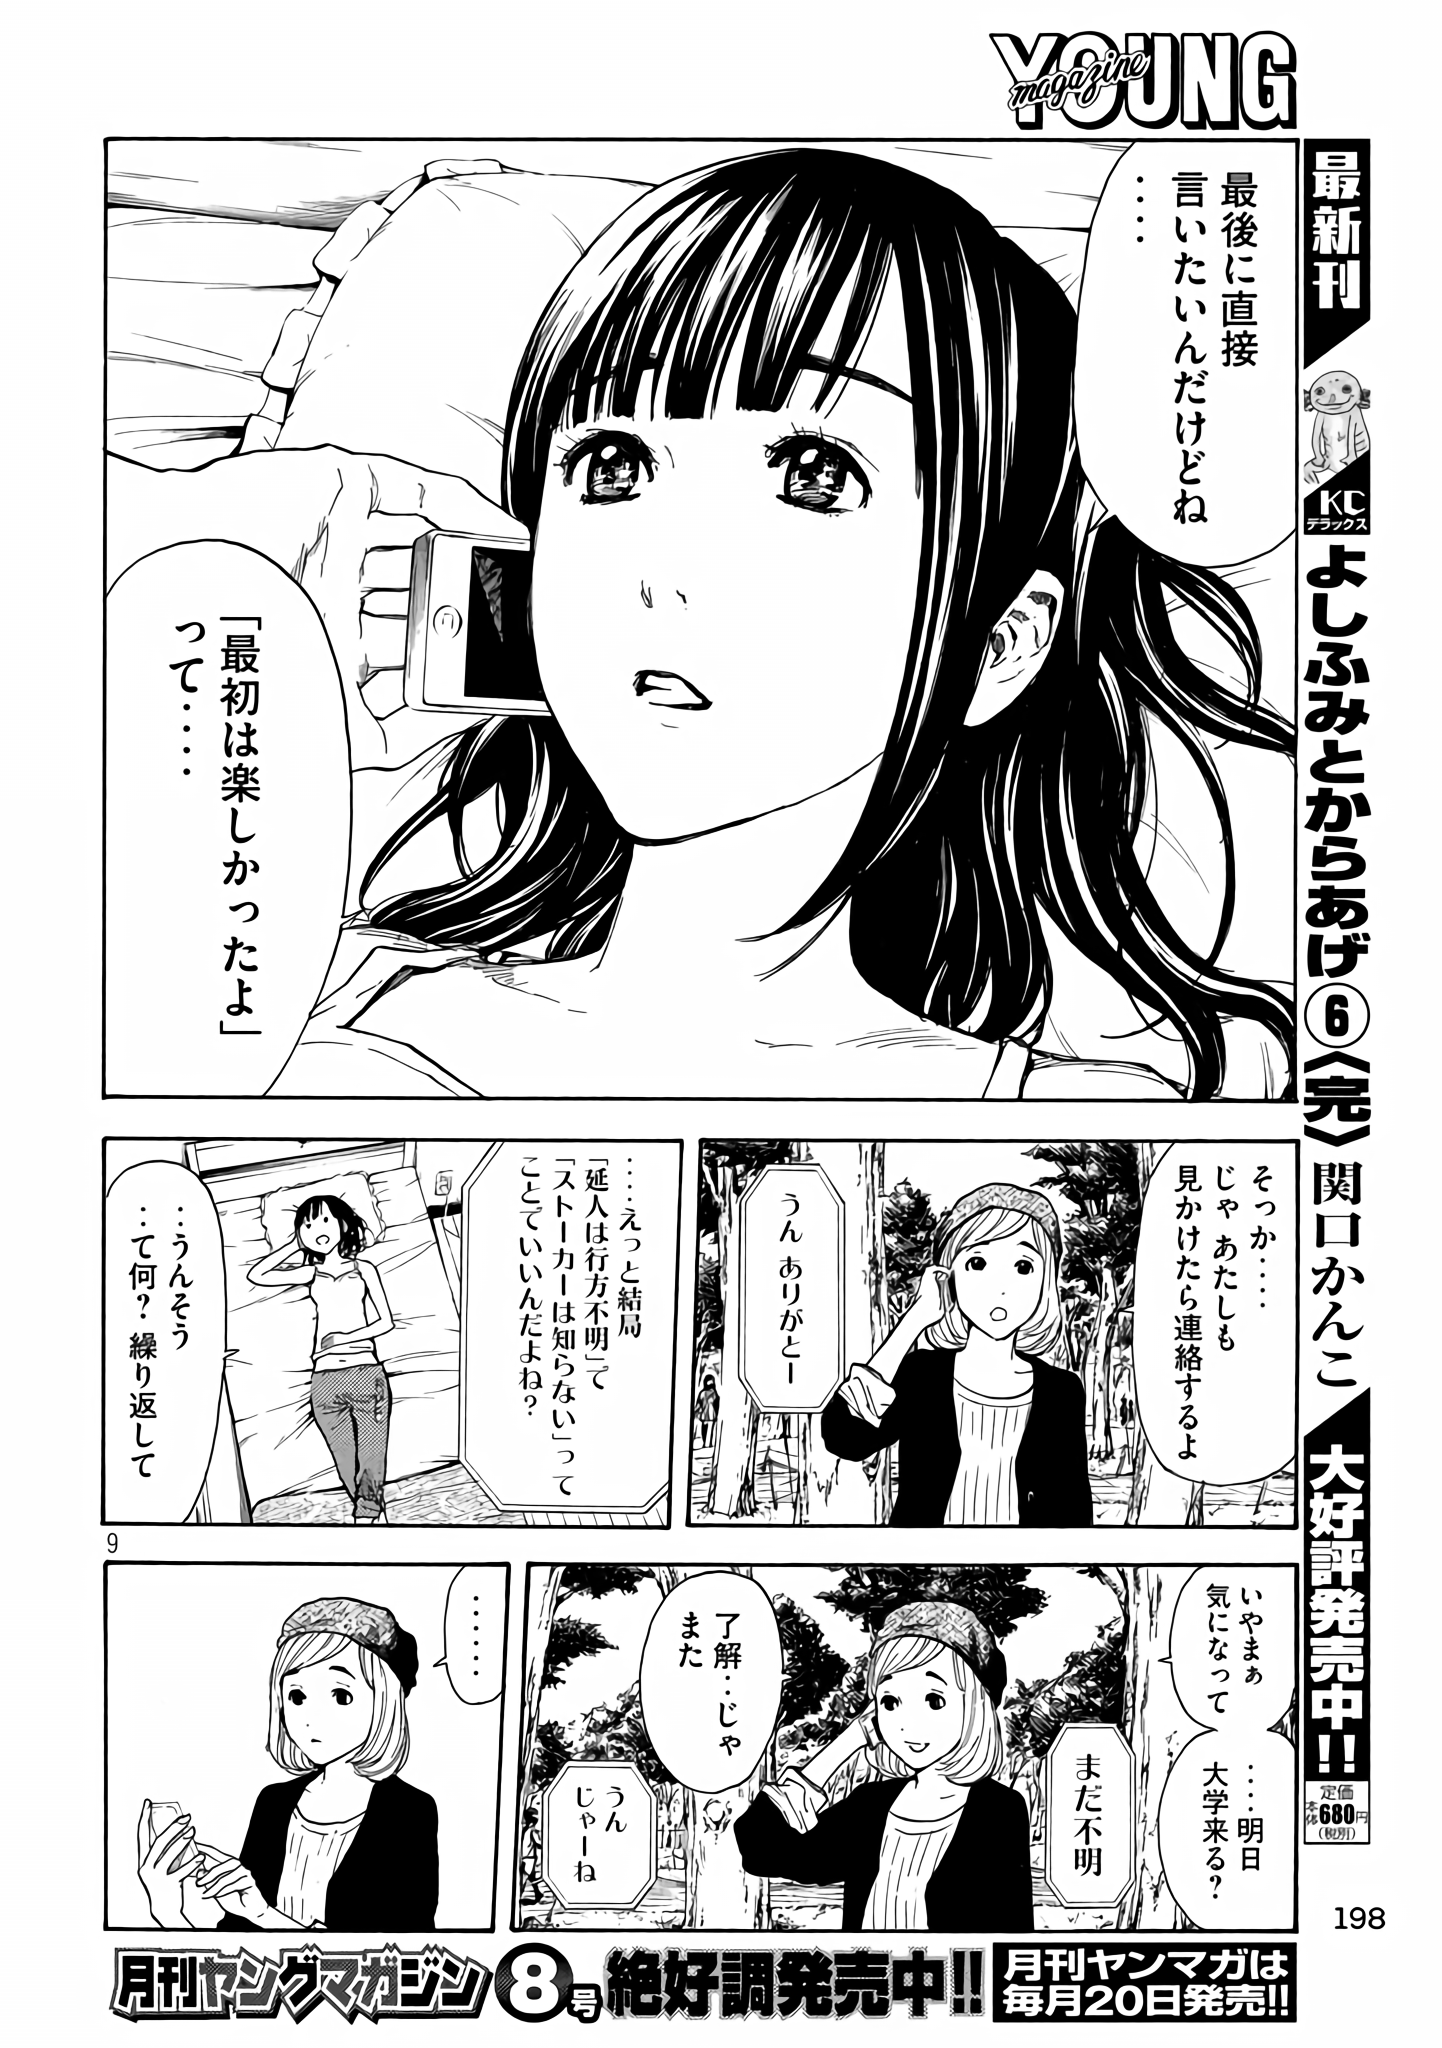 YOUNG
magazine
最後に直接
言いたいんだけどね
・・・・
「最初は楽しかったよ」
って・・・・
そっか・・・・
じゃ あたしも
見かけたら連絡するよ
うん ありがとー
・・・・えっと結局
「延人は行方不明」で
「ストーカーは知らない」って
ことでいいんだよね？
・・うんそう
・・て何？ 繰り返して
9
いやまぁ
気になって
・・・・明日
大学来る？
まだ不明
了解・・じゃ
また
うん
じゃーね
・・・・・
最新刊
KC
デラックス
よしふみとからあげ⑥〈完〉
関口かんこ
大好評発売中!!
定価
本体680円
（税別）
198
月刊ヤングマガジン8号絶好調発売中!!
月刊ヤンマガは
毎月20日発売!!